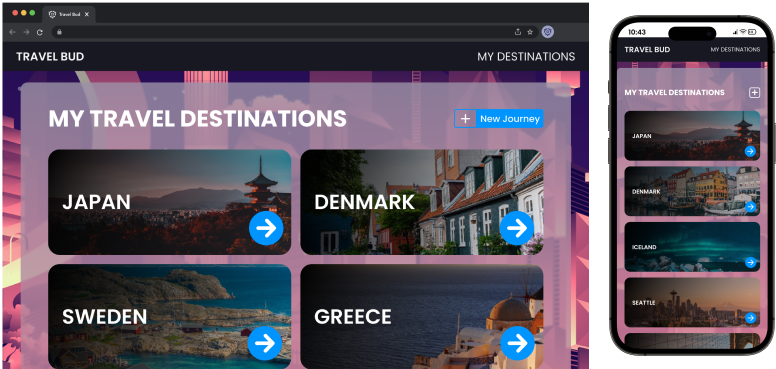 Travel Bud
TRAVEL BUD
MY DESTINATIONS
MY TRAVEL DESTINATIONS
New Journey
JAPAN
DENMARK
SWEDEN
GREECE
10:43
TRAVEL BUD
MY DESTINATIONS
MY TRAVEL DESTINATIONS
JAPAN
DENMARK
ICELAND
SEATTLE